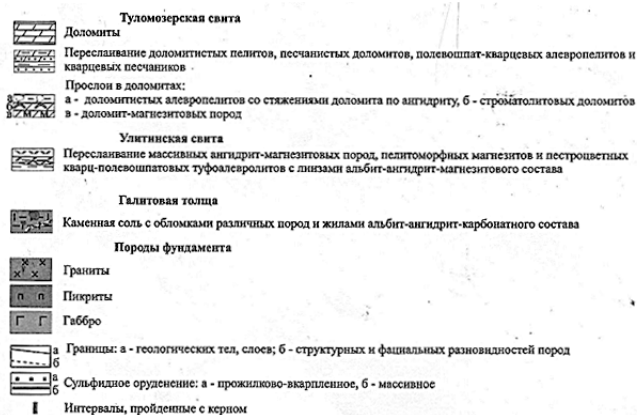 Туломозерская свита
Доломиты
Переслаивание доломитистых пелитов, песчанистых доломитов, полевошпат-кварцевых алевропелитов и
кварцевых песчаников
Прослои в доломитах:
а - доломитистых алевропелитов со стяжениями доломита по ангидриту, б - строматолитовых доломитов
в - доломит-магнезитовых пород
Улитинская свита
Переслаивание массивных ангидрит-магнезитовых пород, пелитоморфных магнезитов и пестроцветных
кварц-полевошпатовых туфоалевролитов с линзами альбит-ангидрит-магнезитового состава
Галитовая толща
Каменная соль с обломками различных пород и жилами альбит-ангидрит-карбонатного состава
Породы фундамента
Граниты
Пикриты
Габбро
а Границы: а - геологических тел, слоев; б - структурных и фациальных разновидностей пород
б
а Сульфидное оруденение: а - прожилково-вкарпленное, б - массивное
б
Интервалы, пройденные с керном